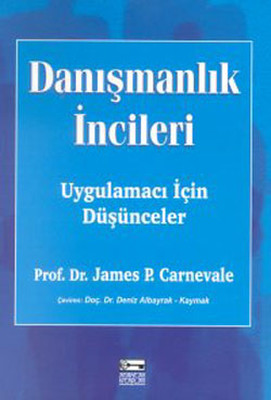 Danışmanlık
İncileri
Uygulamacı İçin
Düşünceler
Prof. Dr. James P. Carnevale
Çeviren: Doç. Dr. Deniz Albayrak - Kaymak